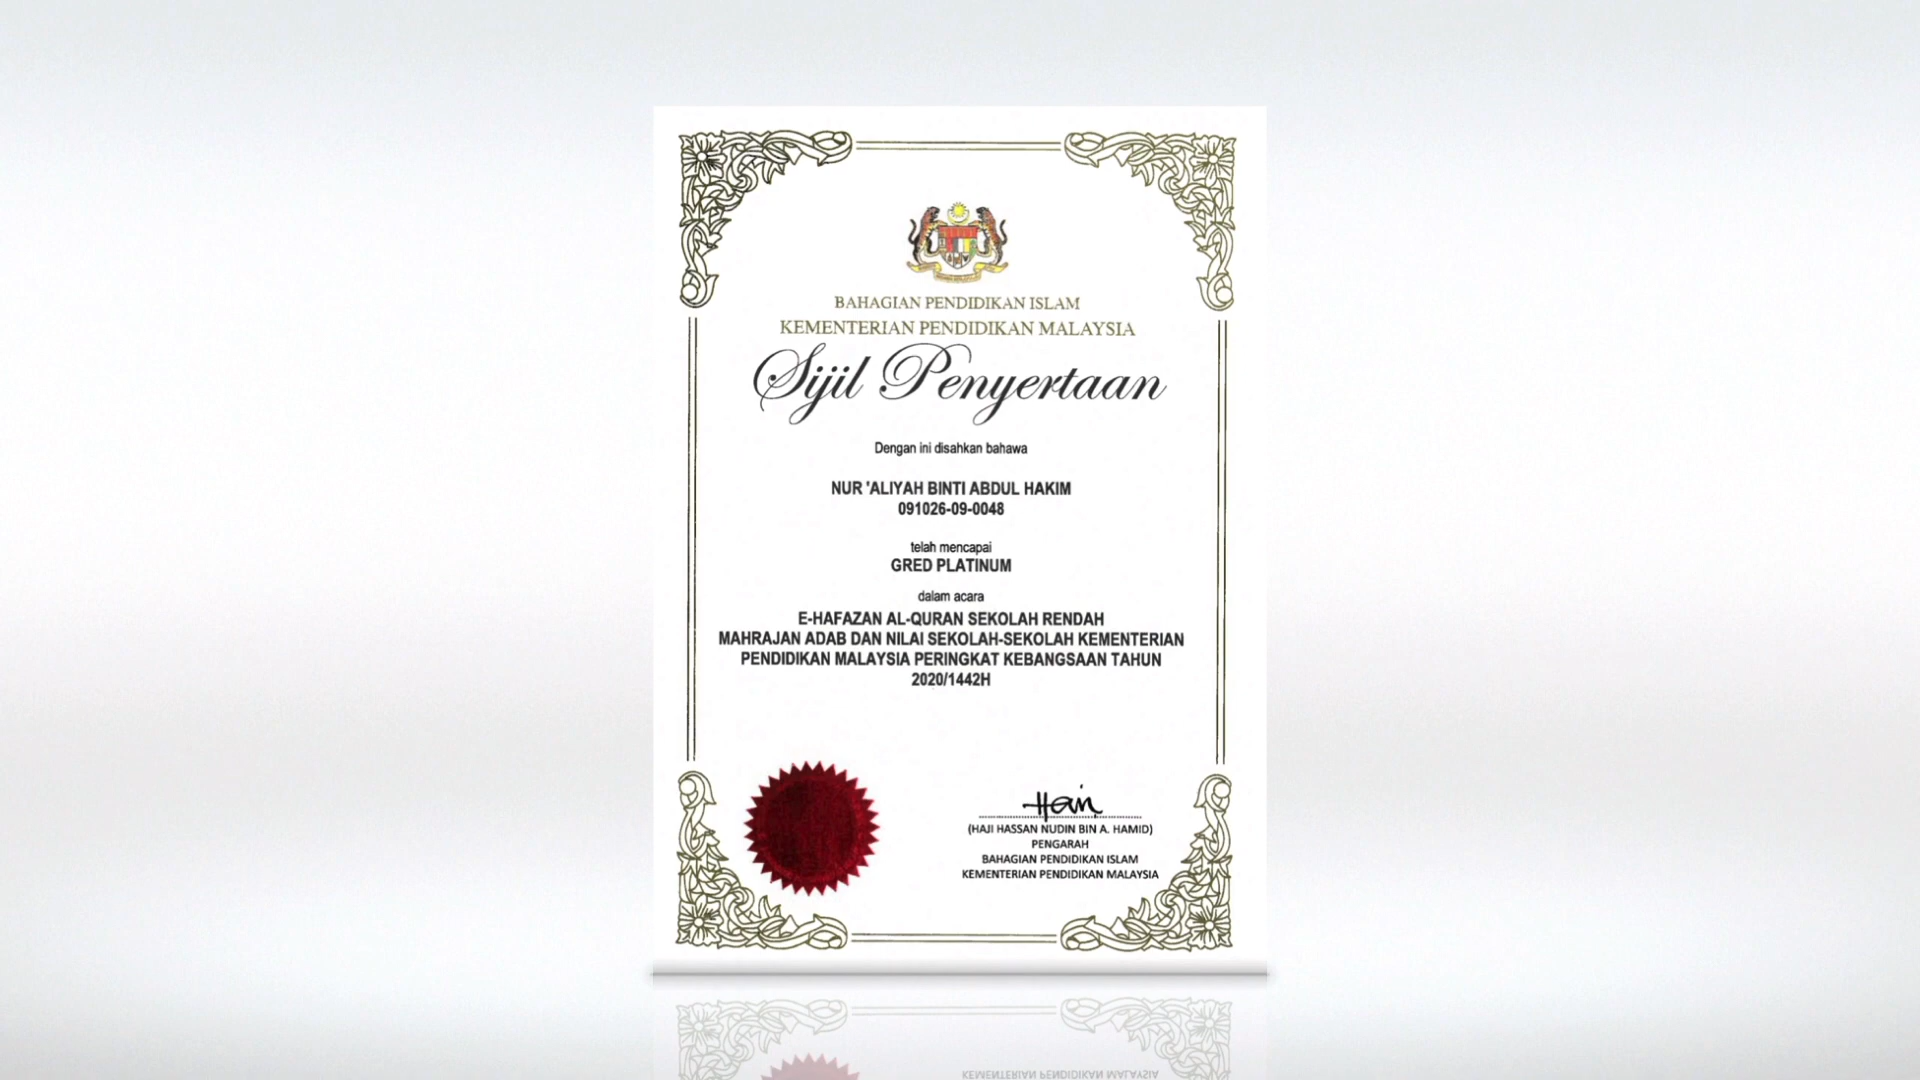 BAHAGIAN PENDIDIKAN ISLAM
KEMENTERIAN PENDIDIKAN MALAYSIA
Sijil Penyertaan
Dengan ini disahkan bahawa
NUR 'ALIYAH BINTI ABDUL HAKIM
091026-09-0048
telah mencapai
GRED PLATINUM
dalam acara
E-HAFAZAN AL-QURAN SEKOLAH RENDAH
MAHRAJAN ADAB DAN NILAI SEKOLAH-SEKOLAH KEMENTERIAN
PENDIDIKAN MALAYSIA PERINGKAT KEBANGSAAN TAHUN
2020/1442H
(HAJI HASSAN NUDIN BIN A. HAMID)
PENGARAH
BAHAGIAN PENDIDIKAN ISLAM
KEMENTERIAN PENDIDIKAN MALAYSIA